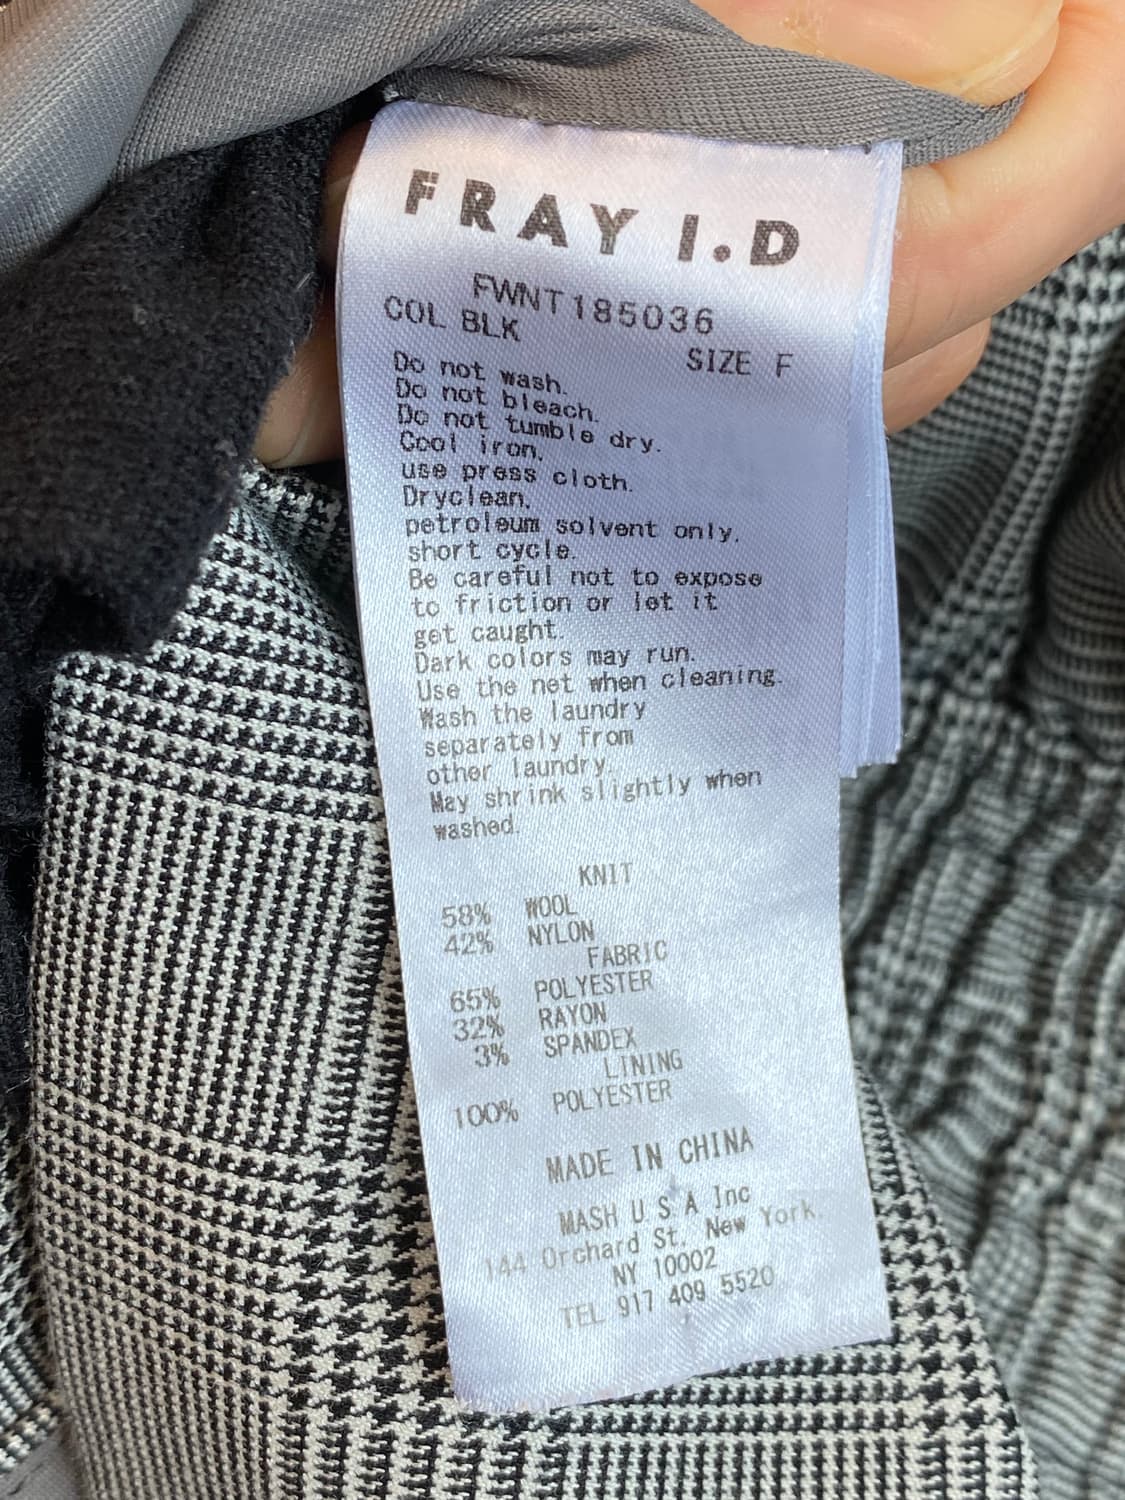 FRAY I.D
FWNT185036
COL BLK
SIZE F
Do not wash.
Do not bleach.
Do not tumble dry.
Cool iron.
use press cloth.
Dryclean.
petroleum solvent only.
short cycle.
Be careful not to expose
to friction or let it
get caught.
Dark colors may run.
Use the net when cleaning.
Wash the laundry
separately from
other laundry.
May shrink slightly when
washed.
KNIT
58% WOOL
42% NYLON
FABRIC
65% POLYESTER
32% RAYON
3% SPANDEX
LINING
100% POLYESTER
MADE IN CHINA
MASH U.S.A Inc
144 Orchard St. New York.
NY 10002
TEL 917 409 5520